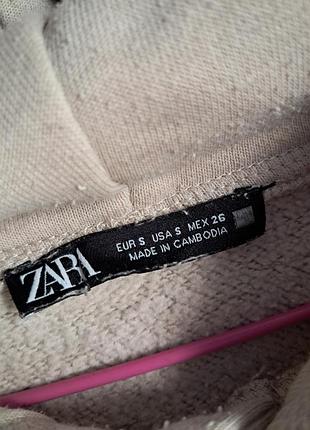 ZARA
EUR S USA S MEX 26
MADE IN CAMBODIA